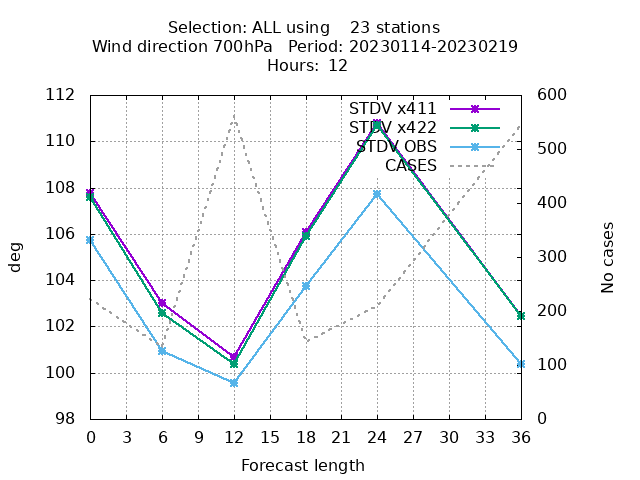 Selection: ALL using 23 stations
Wind direction 700hPa Period: 20230114-20230219
Hours: 12
STDV x411
STDV x422
STDV OBS
CASES
deg
112
110
108
106
104
102
100
98
600
500
400
300
200
100
0
No cases
0 3 6 9 12 15 18 21 24 27 30 33 36
Forecast length